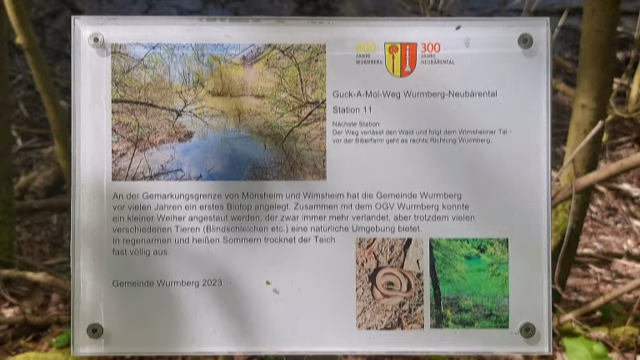 800 JAHRE WURMBERG
300 JAHRE NEUBÄRENTAL
Guck-A-Mol-Weg Wurmberg-Neubärental
Station 11
Nächste Station:
Der Weg verlässt den Wald und folgt dem Wimsheimer Tal -
vor der Biberfarm geht es rechts Richtung Wurmberg.
An der Gemarkungsgrenze von Mönsheim und Wimsheim hat die Gemeinde Wurmberg
vor vielen Jahren ein erstes Biotop angelegt. Zusammen mit dem OGV Wurmberg konnte
ein kleiner Weiher angestaut werden, der zwar immer mehr verlandet, aber trotzdem vielen
verschiedenen Tieren (Blindschleichen etc.) eine natürliche Umgebung bietet.
In regenarmen und heißen Sommern trocknet der Teich
fast völlig aus.
Gemeinde Wurmberg 2023